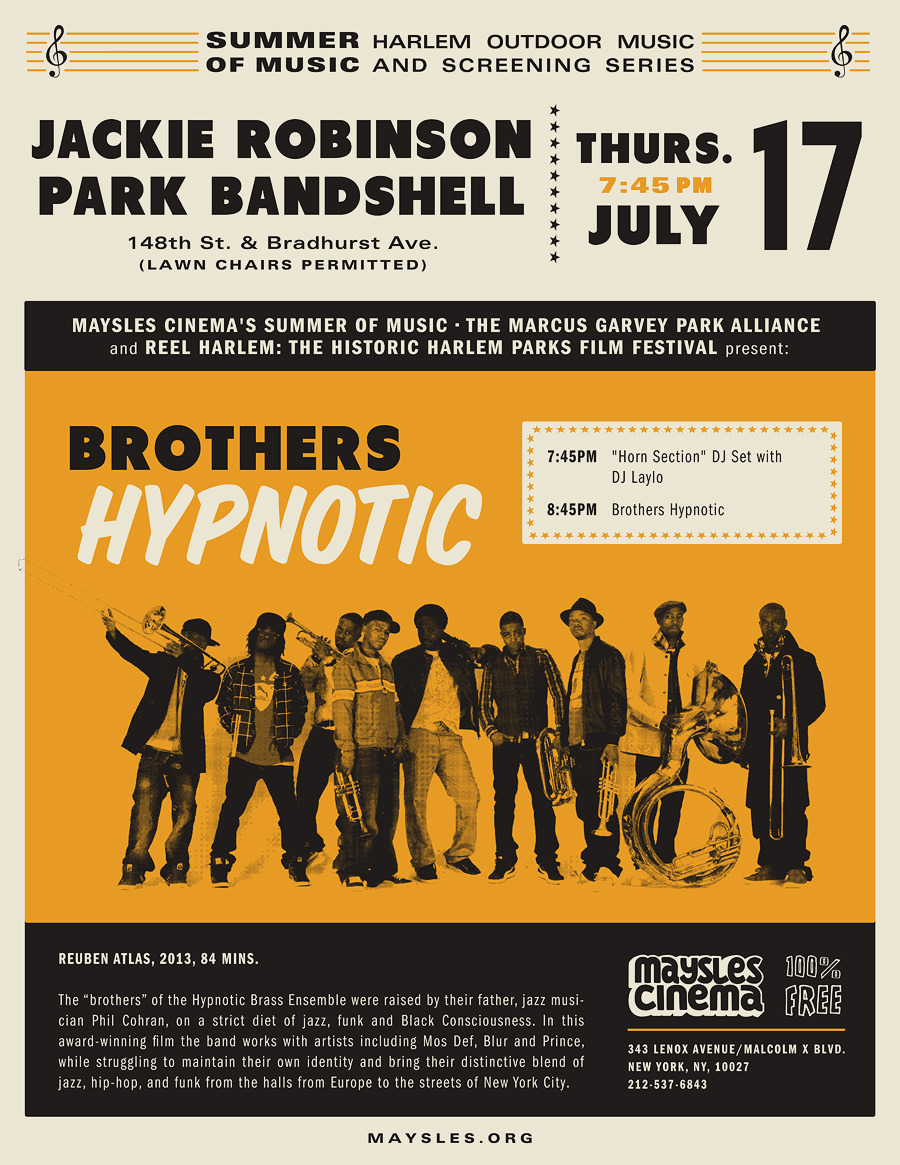 SUMMER HARLEM OUTDOOR MUSIC
OF MUSIC AND SCREENING SERIES
JACKIE ROBINSON
PARK BANDSHELL
148th St. & Bradhurst Ave.
(LAWN CHAIRS PERMITTED)
THURS.
7:45 PM
JULY
17
MAYSLES CINEMA'S SUMMER OF MUSIC · THE MARCUS GARVEY PARK ALLIANCE
and REEL HARLEM: THE HISTORIC HARLEM PARKS FILM FESTIVAL present:
BROTHERS
HYPNOTIC
7:45PM "Horn Section" DJ Set with
DJ Laylo
8:45PM Brothers Hypnotic
REUBEN ATLAS, 2013, 84 MINS.
The “brothers” of the Hypnotic Brass Ensemble were raised by their father, jazz musi-
cian Phil Cohran, on a strict diet of jazz, funk and Black Consciousness. In this
award-winning film the band works with artists including Mos Def, Blur and Prince,
while struggling to maintain their own identity and bring their distinctive blend of
jazz, hip-hop, and funk from the halls from Europe to the streets of New York City.
maysles
cinema
100%
FREE
343 LENOX AVENUE/MALCOLM X BLVD.
NEW YORK, NY, 10027
212-537-6843
MAYSLES.ORG